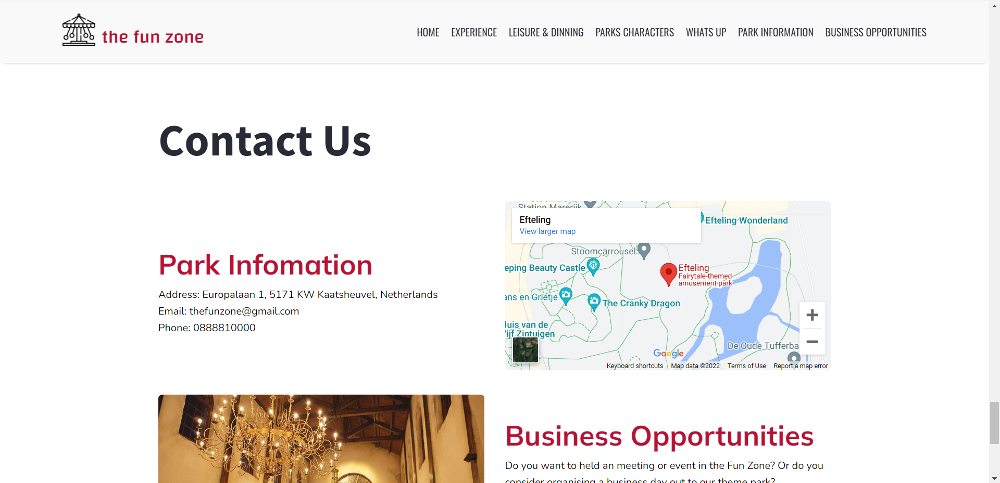 the fun zone
HOME EXPERIENCE LEISURE & DINNING PARKS CHARACTERS WHATS UP PARK INFORMATION BUSINESS OPPORTUNITIES
Contact Us
Park Infomation
Address: Europalaan 1, 5171 KW Kaatsheuvel, Netherlands
Email: thefunzone@gmail.com
Phone: 0888810000
Station Marerijk
Efteling
View larger map
Efteling Wonderland
Stoomcarrousel
eping Beauty Castle
Efteling
Fairytale-themed
amusement park
ans en Grietje
The Cranky Dragon
Huis van de
Vijf Zintuigen
De Oude Tufferba
Google
Keyboard shortcuts Map data ©2022 Terms of Use Report a map error
Business Opportunities
Do you want to held an meeting or event in the Fun Zone? Or do you
consider organising a business day out to our theme park?